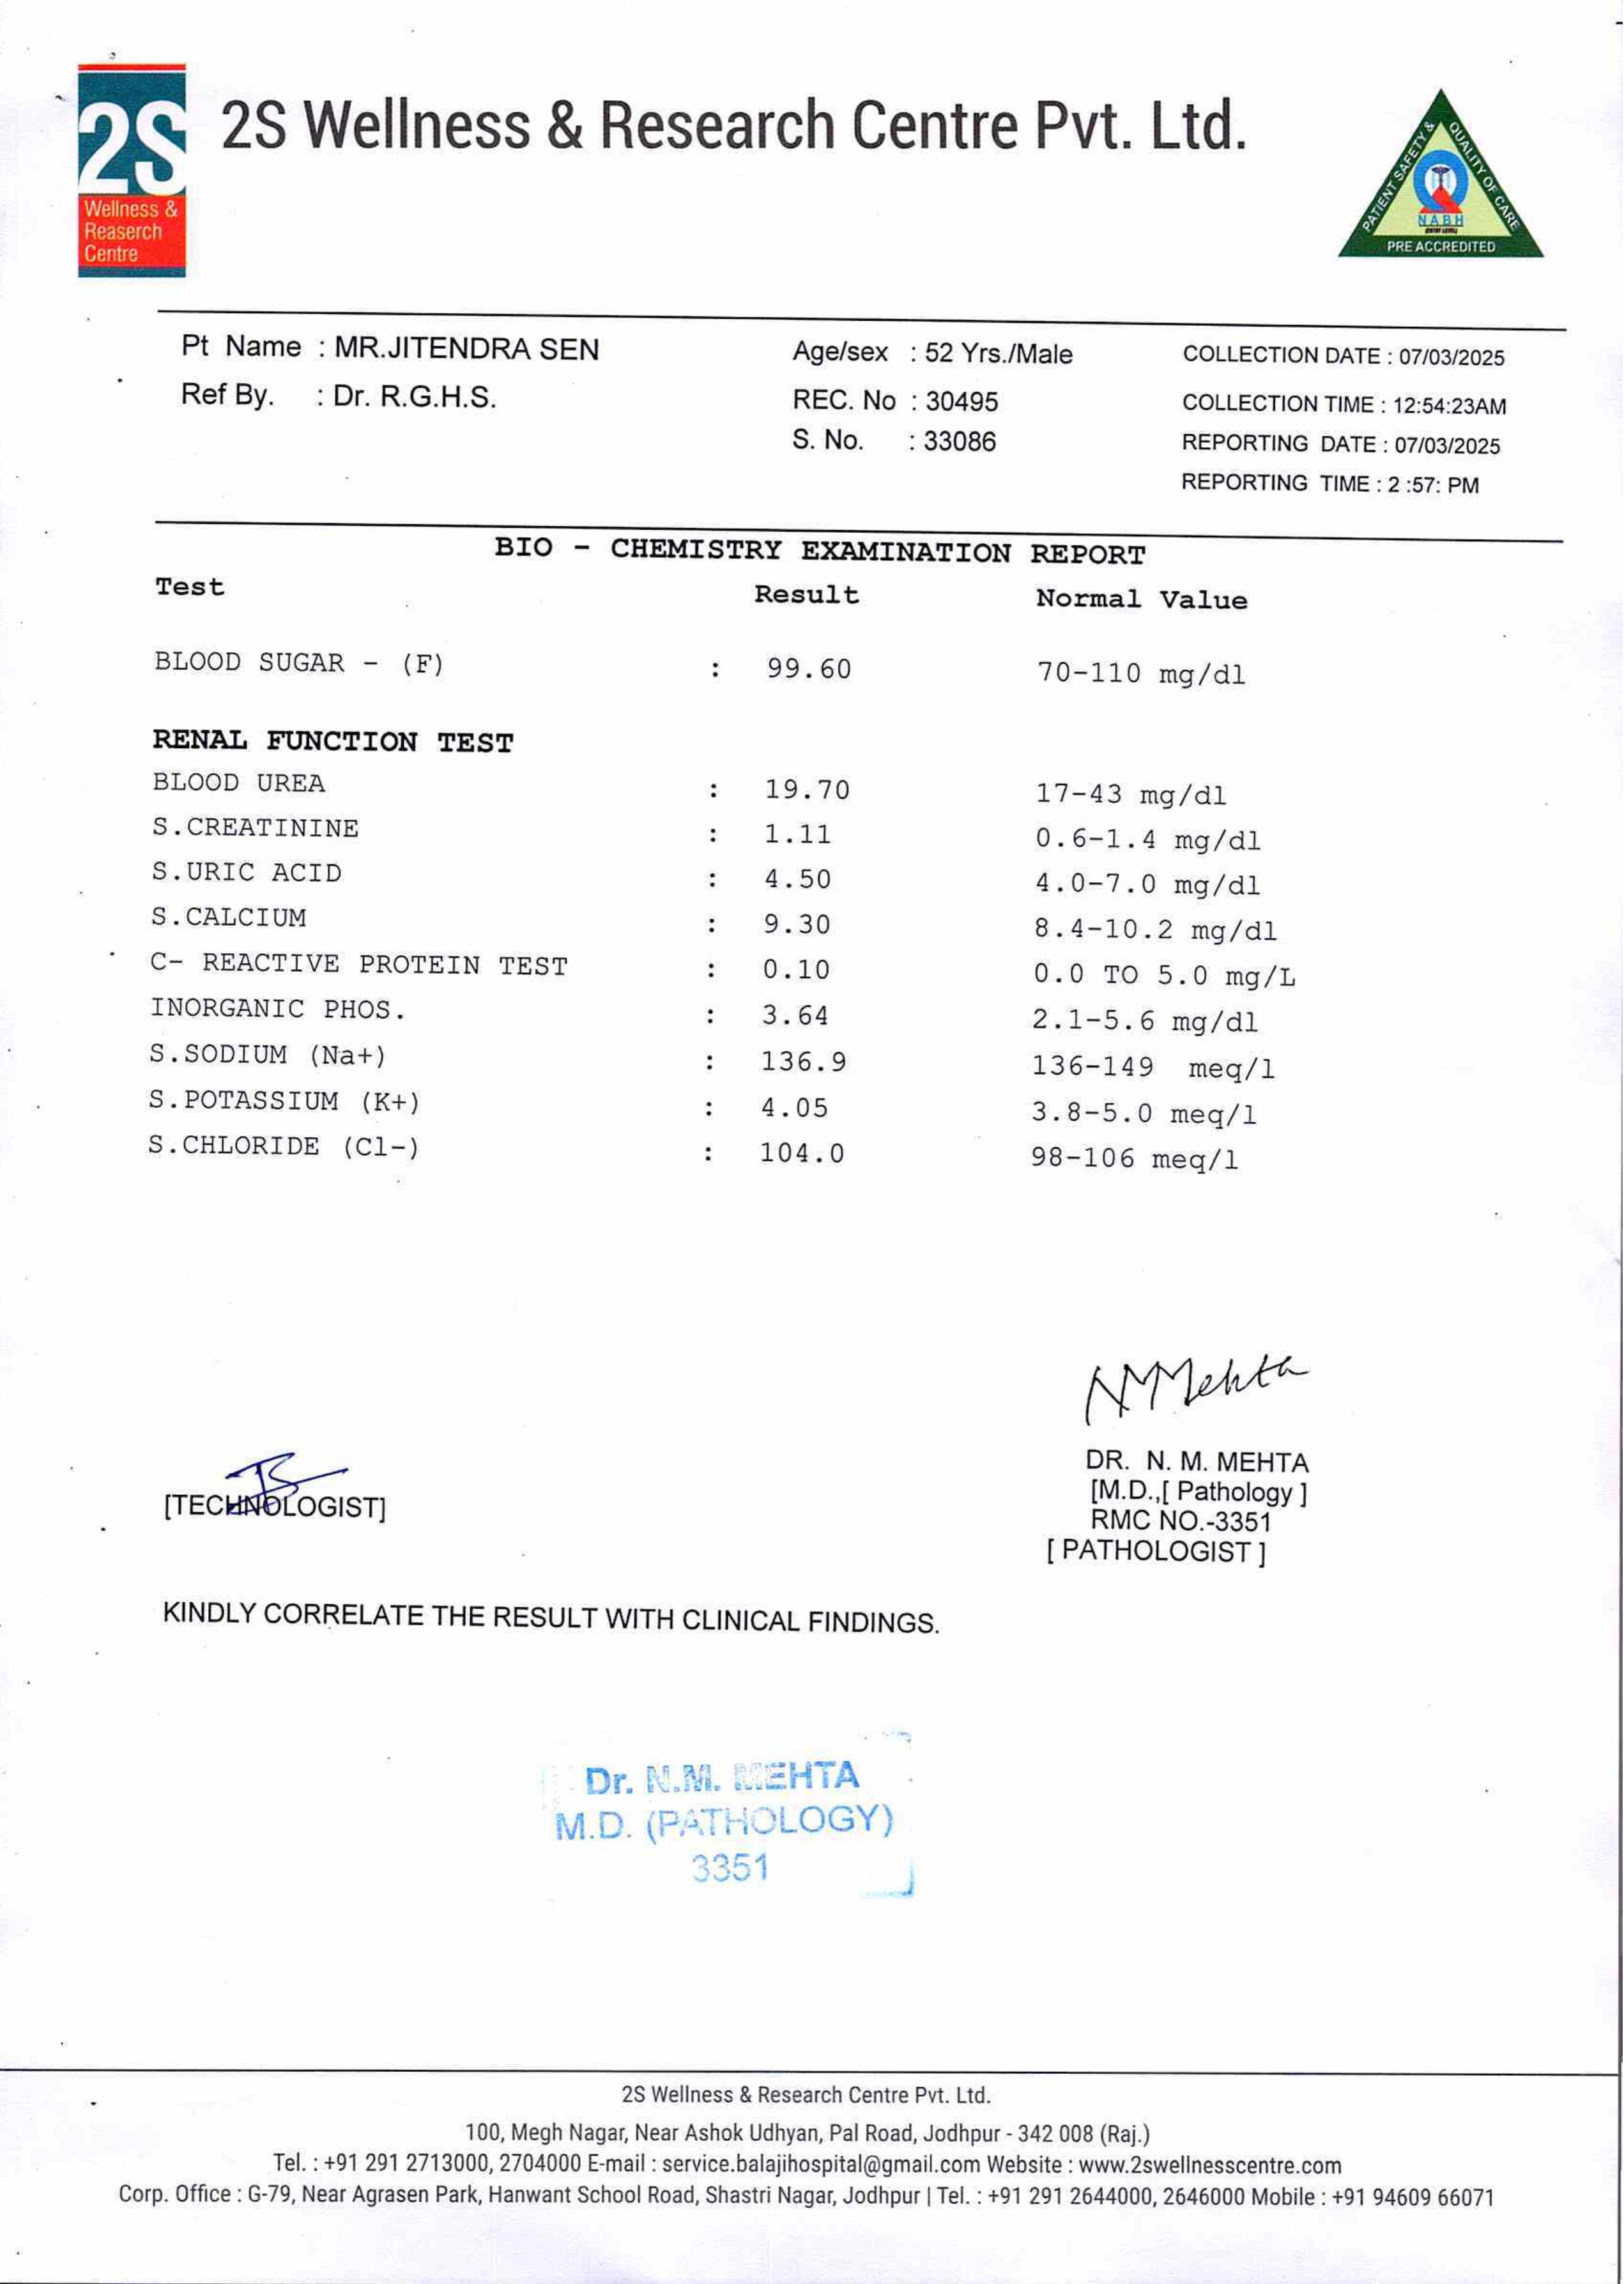 2S
Wellness &
Reaserch
Centre
2S Wellness & Research Centre Pvt. Ltd.
PATIENT SAFETY & QUALITY OF CARE
NABH
(ENTRY LEVEL)
PRE ACCREDITED
Pt Name : MR.JITENDRA SEN Age/sex : 52 Yrs./Male COLLECTION DATE : 07/03/2025
Ref By. : Dr. R.G.H.S. REC. No : 30495 COLLECTION TIME : 12:54:23AM
S. No. : 33086 REPORTING DATE : 07/03/2025
REPORTING TIME : 2 :57: PM
BIO - CHEMISTRY EXAMINATION REPORT
Test Result Normal Value
BLOOD SUGAR - (F) : 99.60 70-110 mg/dl
RENAL FUNCTION TEST
BLOOD UREA : 19.70 17-43 mg/dl
S.CREATININE : 1.11 0.6-1.4 mg/dl
S.URIC ACID : 4.50 4.0-7.0 mg/dl
S.CALCIUM : 9.30 8.4-10.2 mg/dl
C- REACTIVE PROTEIN TEST : 0.10 0.0 TO 5.0 mg/L
INORGANIC PHOS. : 3.64 2.1-5.6 mg/dl
S.SODIUM (Na+) : 136.9 136-149 meq/l
S.POTASSIUM (K+) : 4.05 3.8-5.0 meq/l
S.CHLORIDE (Cl-) : 104.0 98-106 meq/l
NMMehta
DR. N. M. MEHTA
[M.D.,[ Pathology ]
[TECHNOLOGIST] RMC NO.-3351
[ PATHOLOGIST ]
KINDLY CORRELATE THE RESULT WITH CLINICAL FINDINGS.
Dr. N.M. MEHTA
M.D. (PATHOLOGY)
3351
2S Wellness & Research Centre Pvt. Ltd.
100, Megh Nagar, Near Ashok Udhyan, Pal Road, Jodhpur - 342 008 (Raj.)
Tel. : +91 291 2713000, 2704000 E-mail : service.balajihospital@gmail.com Website : www.2swellnesscentre.com
Corp. Office : G-79, Near Agrasen Park, Hanwant School Road, Shastri Nagar, Jodhpur | Tel. : +91 291 2644000, 2646000 Mobile : +91 94609 66071